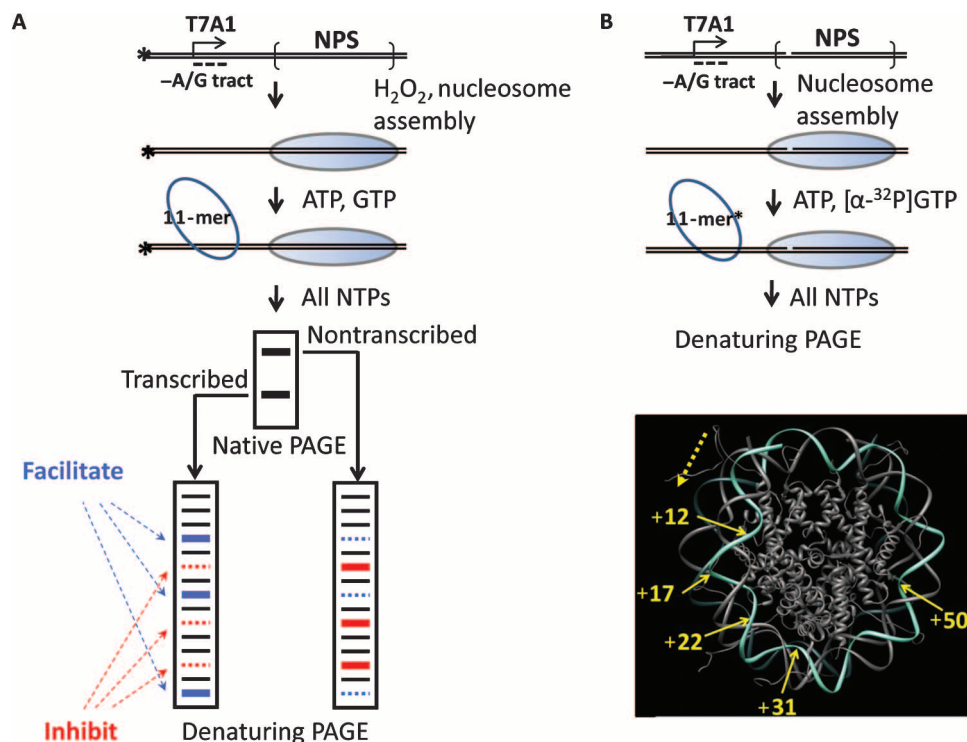 A
T7A1
NPS
*
–A/G tract
H₂O₂, nucleosome
assembly
*
ATP, GTP
11-mer
*
All NTPs
Nontranscribed
Transcribed
Native PAGE
Facilitate
Inhibit
Denaturing PAGE
B
T7A1
NPS
–A/G tract
Nucleosome
assembly
ATP, [α-³²P]GTP
11-mer*
All NTPs
Denaturing PAGE
+12
+17
+22
+31
+50